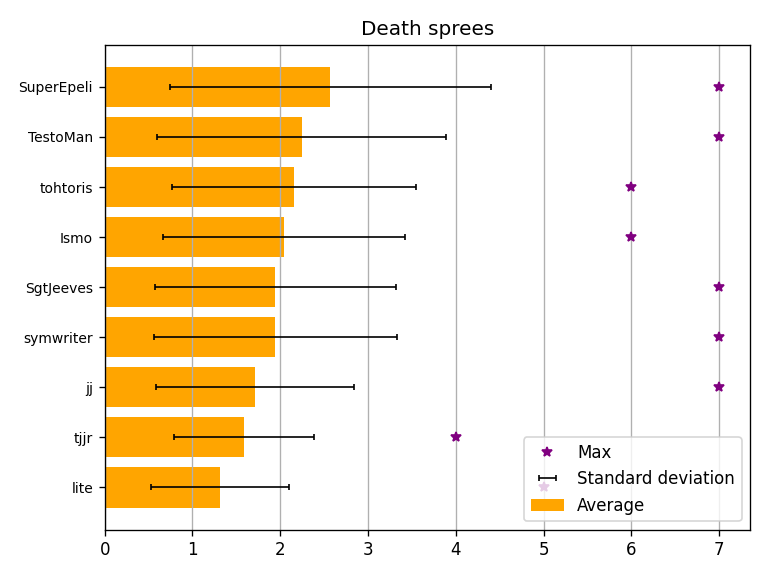 Death sprees
SuperEpeli
TestoMan
tohtoris
Ismo
SgtJeeves
symwriter
jj
tjjr
lite
Max
Standard deviation
Average
0 1 2 3 4 5 6 7